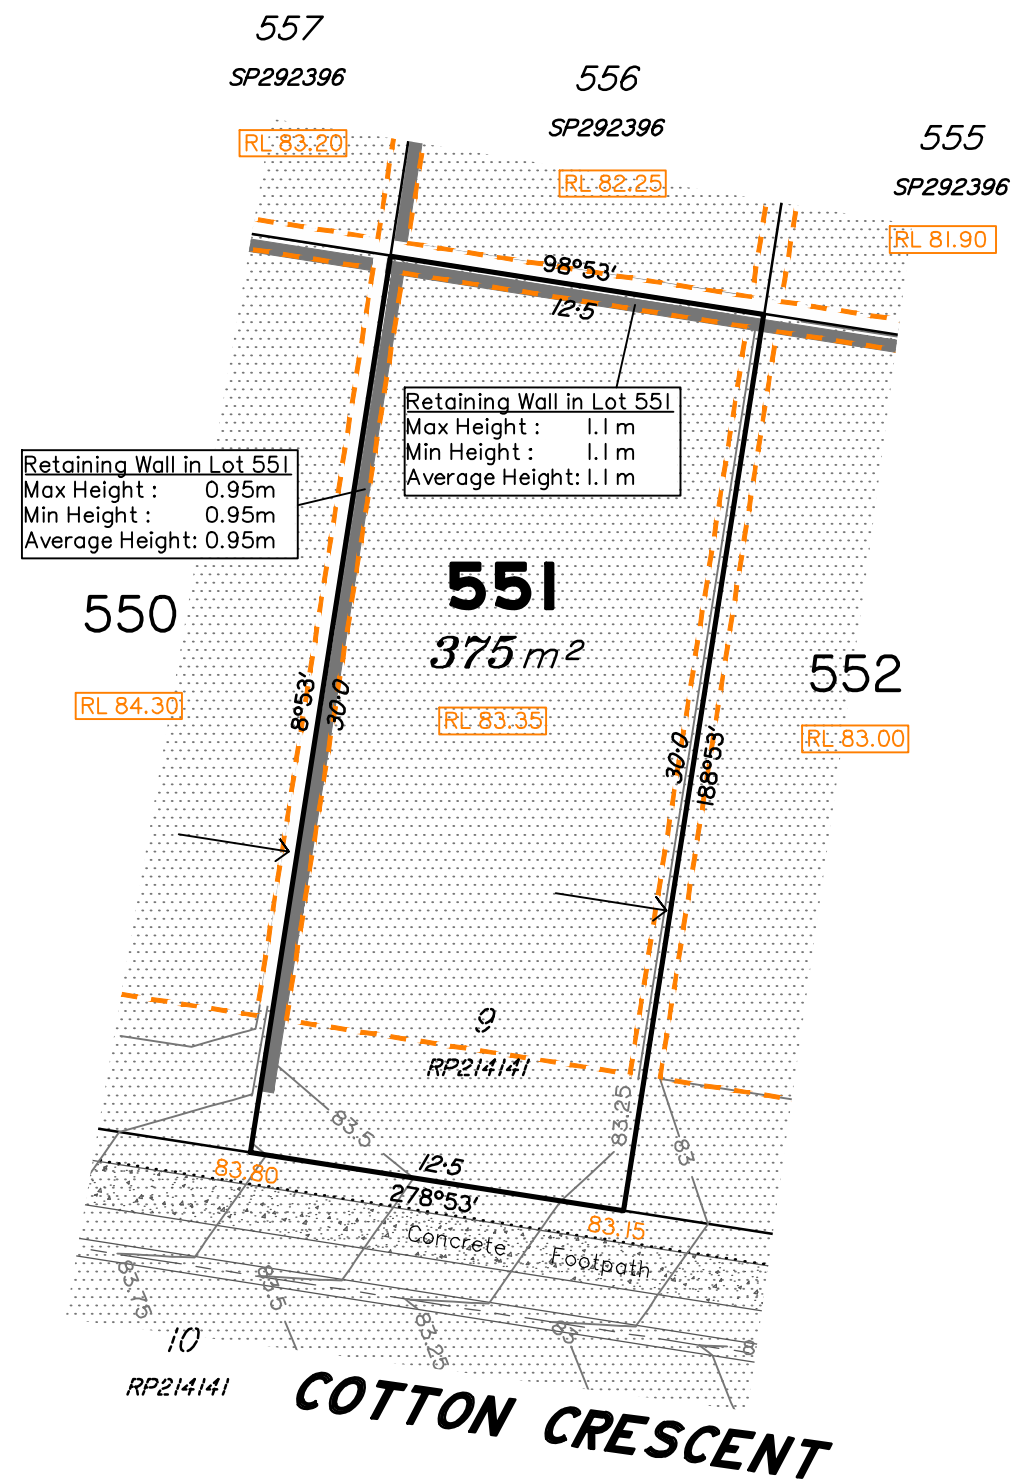 557
SP292396
556
SP292396
555
SP292396
RL 83.20
RL 82.25
RL 81.90
98°53'
12·5
Retaining Wall in Lot 551
Max Height : 1.1 m
Min Height : 1.1 m
Average Height: 1.1 m
Retaining Wall in Lot 551
Max Height : 0.95m
Min Height : 0.95m
Average Height: 0.95m
551
375 m²
550
552
RL 84.30
RL 83.35
RL 83.00
8°53'
30·0
30·0
188°53'
9
RP214141
83.5
83.25
83
12·5
278°53'
83.80
83.15
Concrete Footpath
83.75
83.5
83.25
83
8
10
RP214141
COTTON CRESCENT